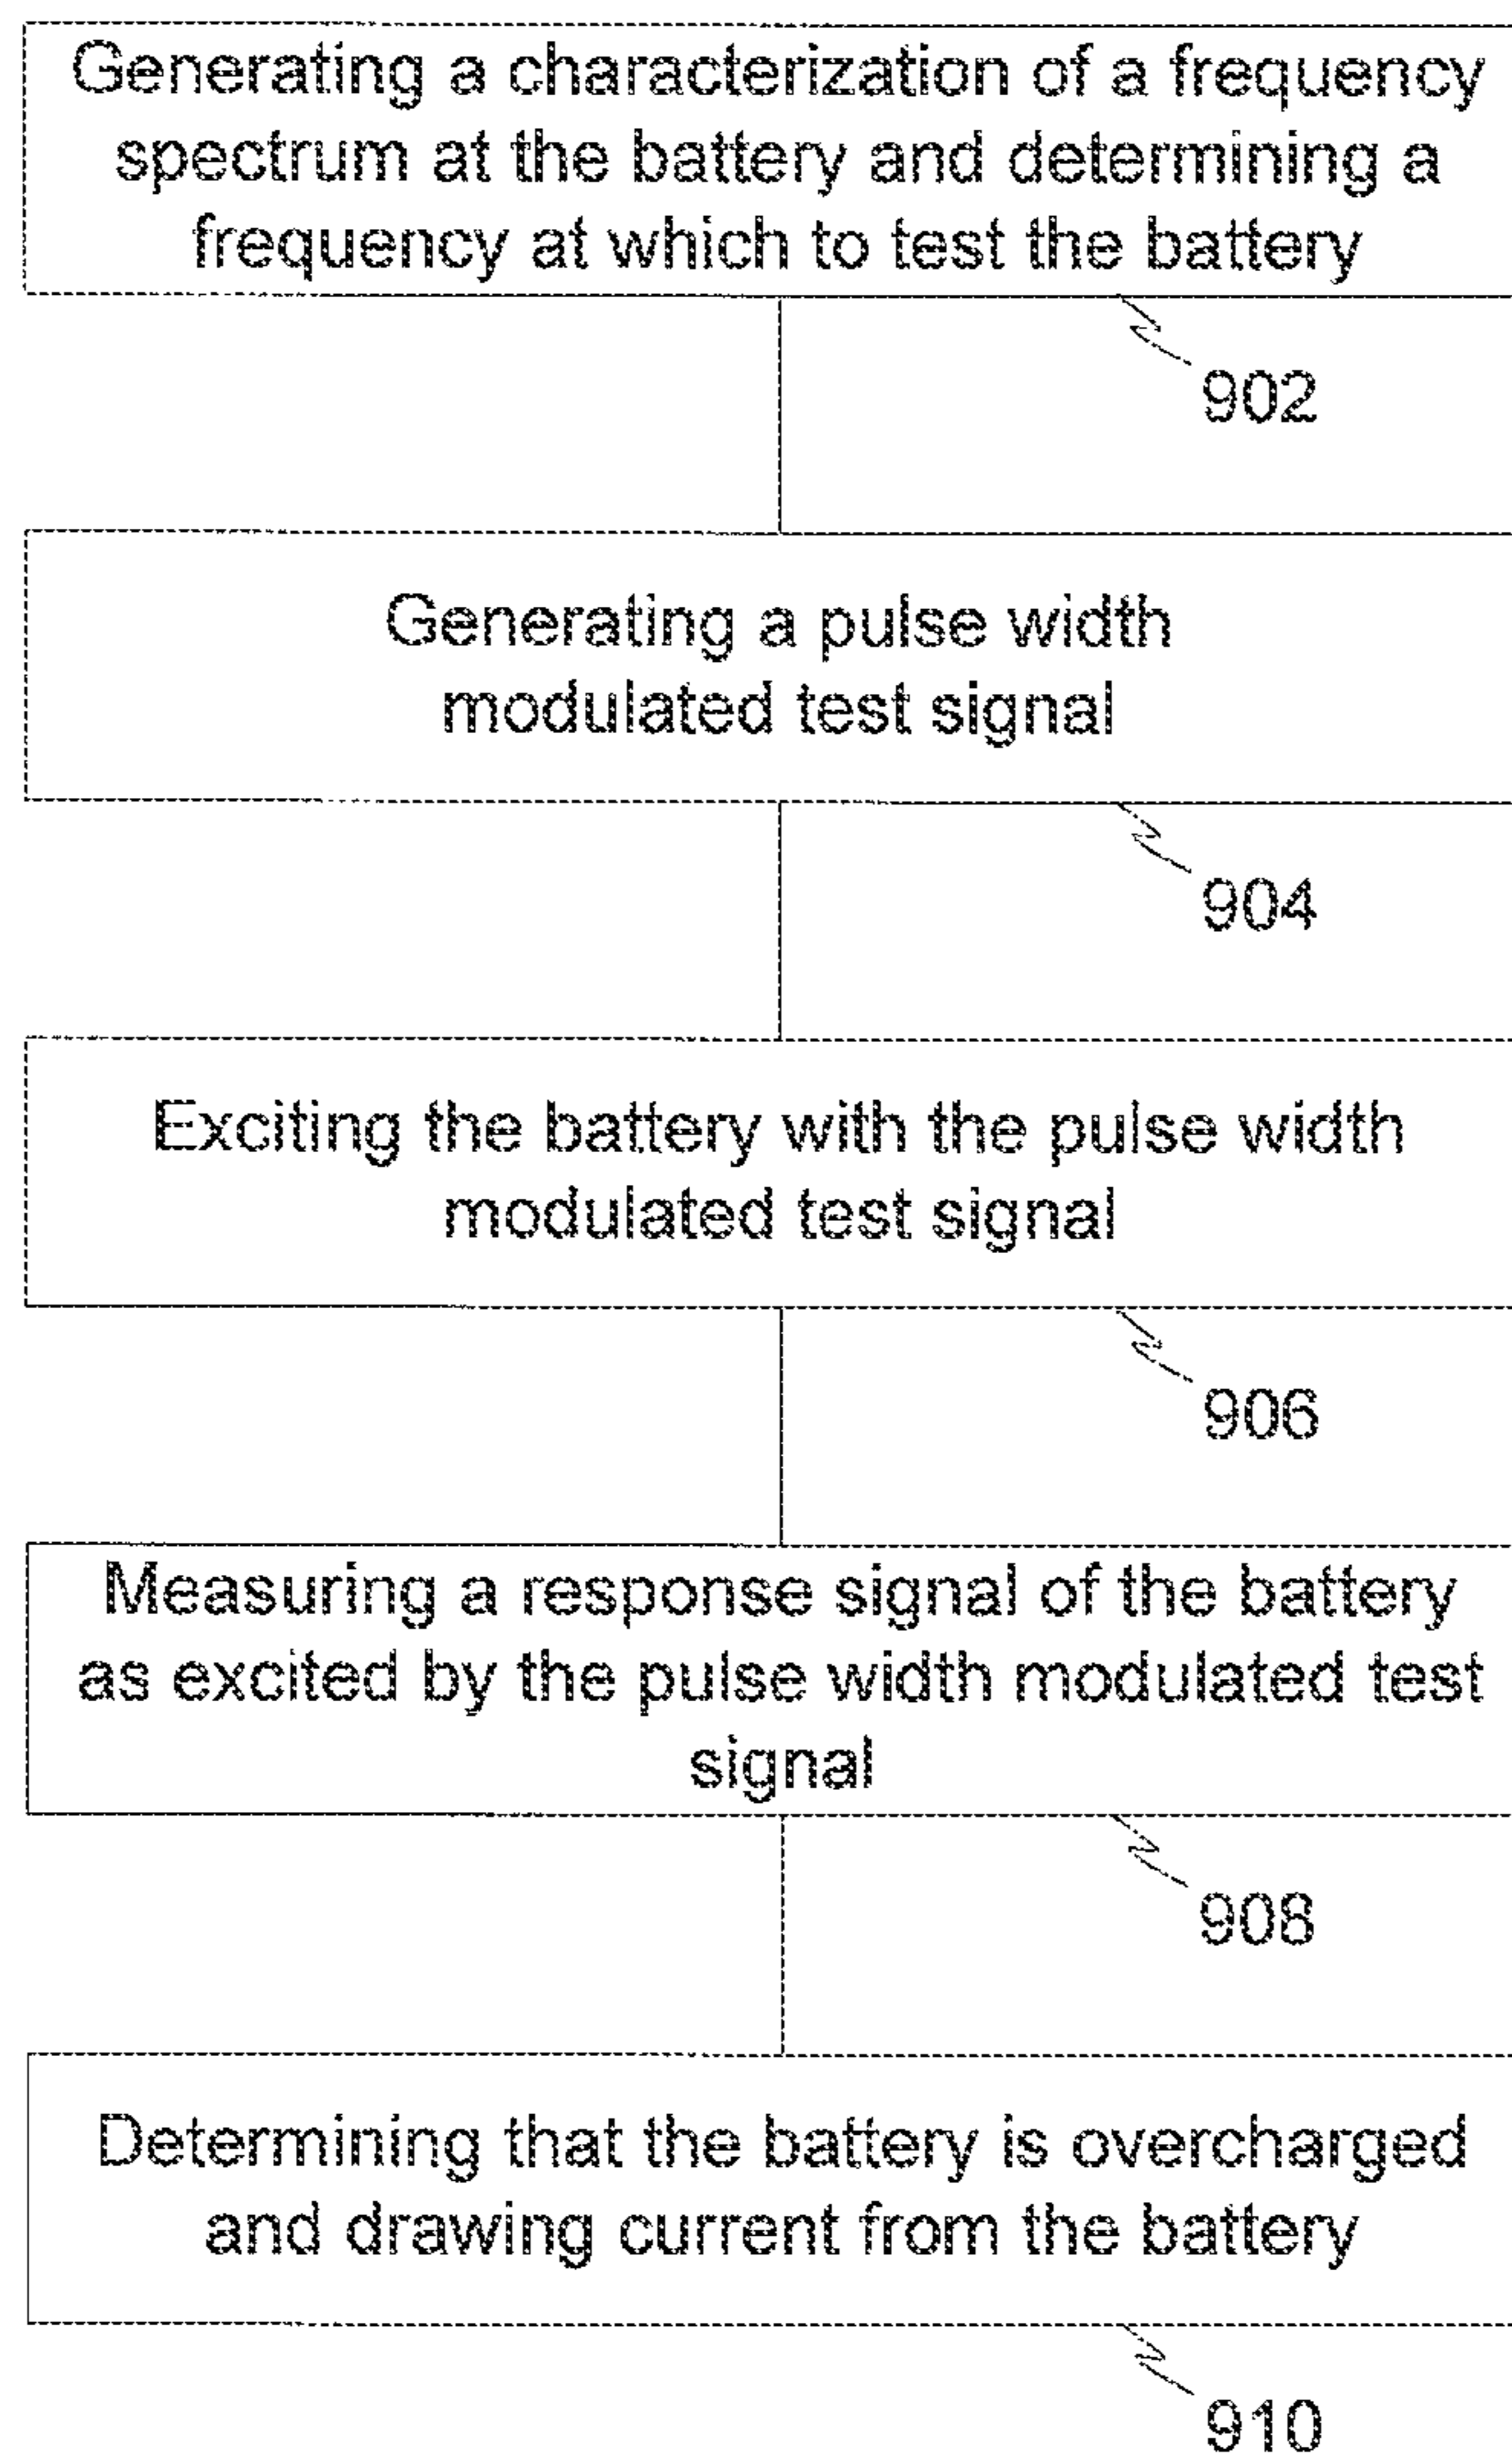 Generating a characterization of a frequency
spectrum at the battery and determining a
frequency at which to test the battery
902
Generating a pulse width
modulated test signal
904
Exciting the battery with the pulse width
modulated test signal
906
Measuring a response signal of the battery
as excited by the pulse width modulated test
signal
908
Determining that the battery is overcharged
and drawing current from the battery
910